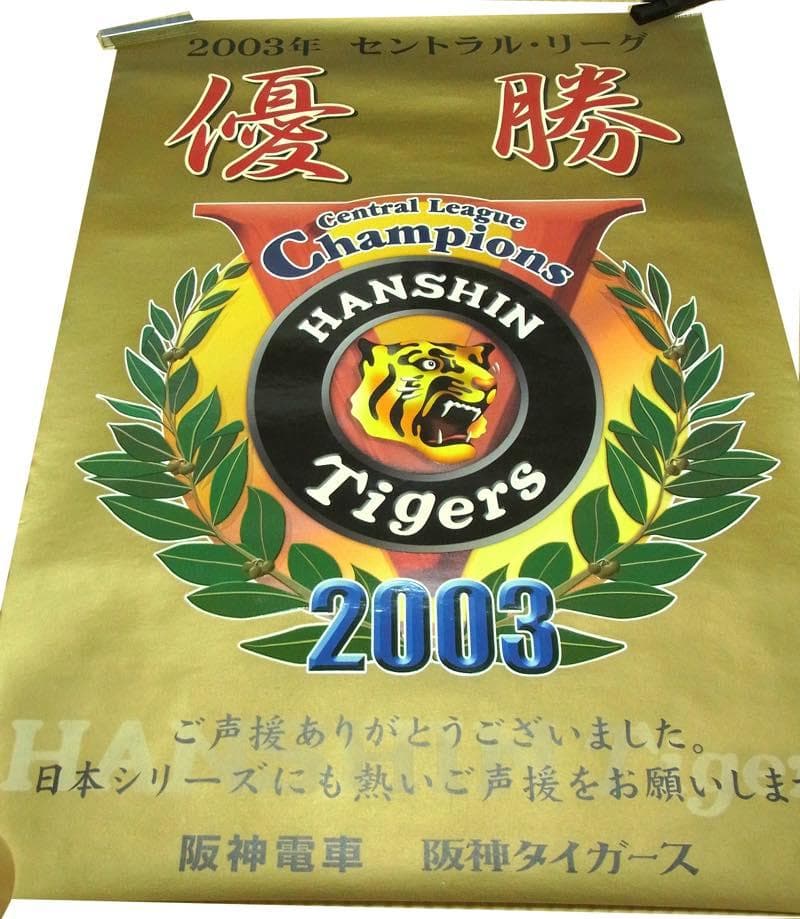 2003年 セントラル・リーグ
優勝
Central League
Champions
HANSHIN
Tigers
2003
ご声援ありがとうございました。
HANSHIN Tiger
日本シリーズにも熱いご声援をお願いしま
阪神電車 阪神タイガース